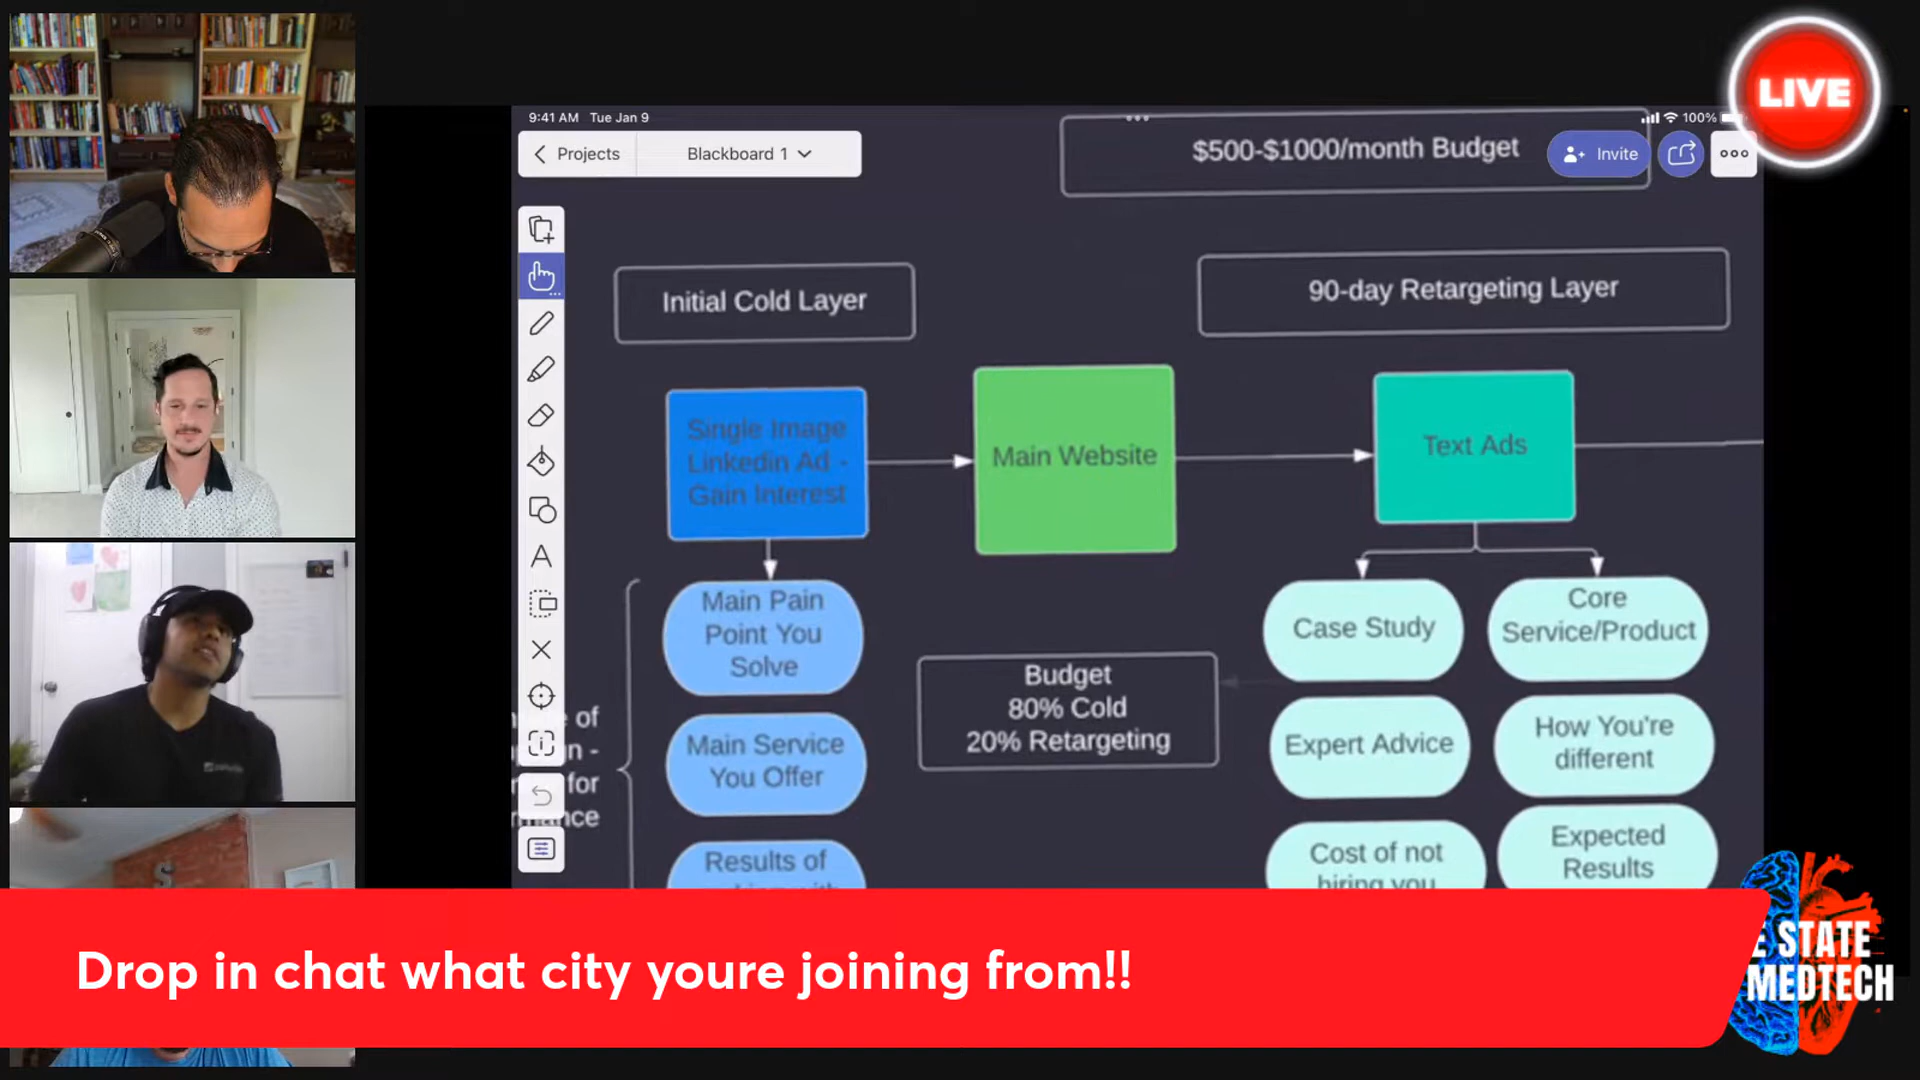 LIVE
9:41 AM Tue Jan 9
100%
Projects
Blackboard 1
$500-$1000/month Budget
Invite
Initial Cold Layer
90-day Retargeting Layer
Single Image
Linkedin Ad -
Gain Interest
Main Website
Text Ads
Main Pain
Point You
Solve
Case Study
Core
Service/Product
Budget
80% Cold
20% Retargeting
of
Main Service
You Offer
Expert Advice
How You're
different
for
Results of
Cost of not
hiring you
Expected
Results
A
S
Drop in chat what city youre joining from!!
E STATE
MEDTECH